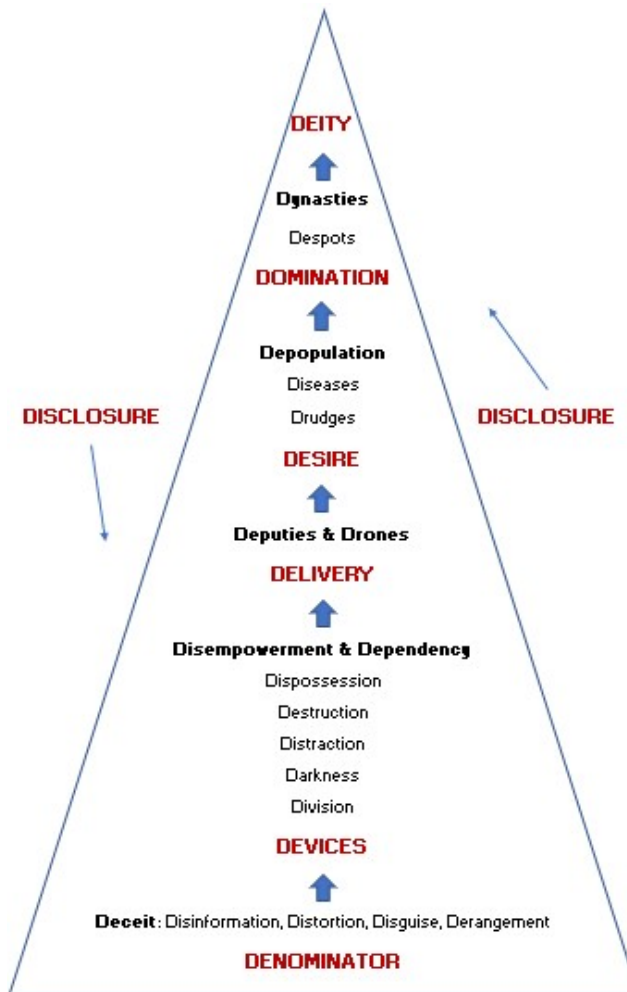 DEITY
Dynasties
Despots
DOMINATION
Depopulation
Diseases
Drudges
DISCLOSURE
DISCLOSURE
DESIRE
Deputies & Drones
DELIVERY
Disempowerment & Dependency
Dispossession
Destruction
Distraction
Darkness
Division
DEVICES
Deceit: Disinformation, Distortion, Disguise, Derangement
DENOMINATOR